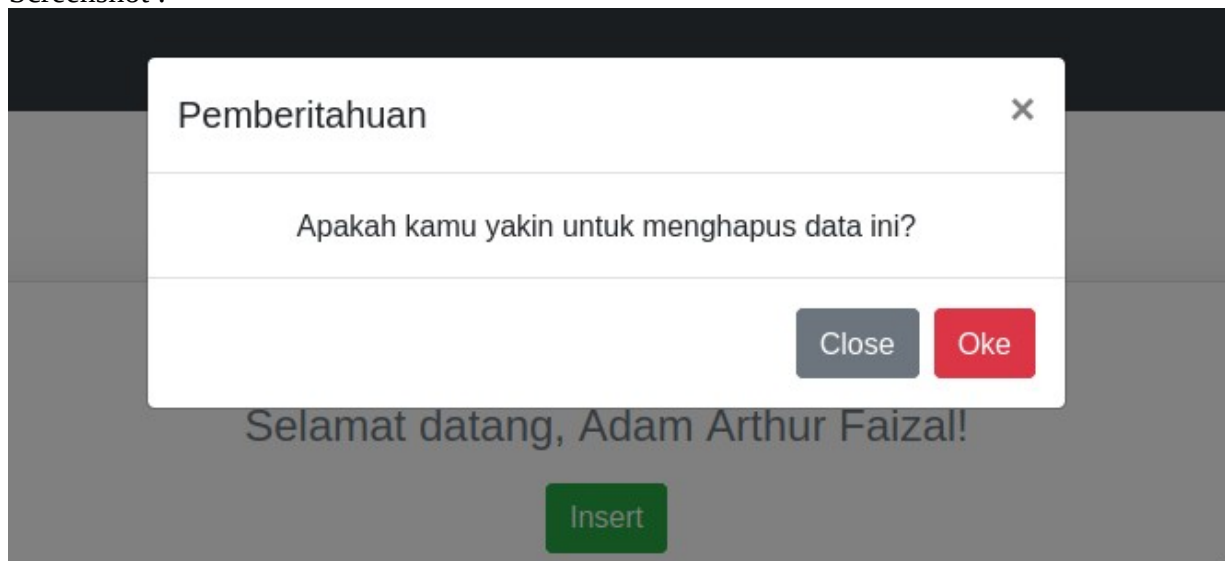 Pemberitahuan ×
Apakah kamu yakin untuk menghapus data ini?
Close Oke
Selamat datang, Adam Arthur Faizal!
Insert